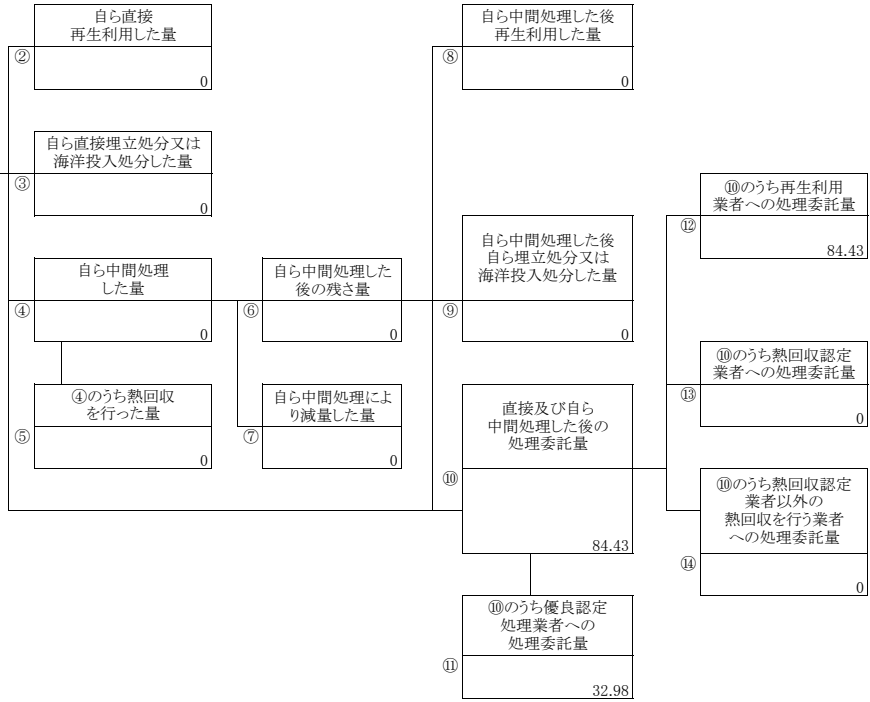 自ら直接
再生利用した量
②
0
自ら直接埋立処分又は
海洋投入処分した量
③
0
自ら中間処理
した量
④
0
④のうち熱回収
を行った量
⑤
0
自ら中間処理した
後の残さ量
⑥
0
自ら中間処理によ
り減量した量
⑦
0
自ら中間処理した後
再生利用した量
⑧
0
自ら中間処理した後
自ら埋立処分又は
海洋投入処分した量
⑨
0
直接及び自ら
中間処理した後の
処理委託量
⑩
84.43
⑩のうち優良認定
処理業者への
処理委託量
⑪
32.98
⑩のうち再生利用
業者への処理委託量
⑫
84.43
⑩のうち熱回収認定
業者への処理委託量
⑬
0
⑩のうち熱回収認定
業者以外の
熱回収を行う業者
への処理委託量
⑭
0